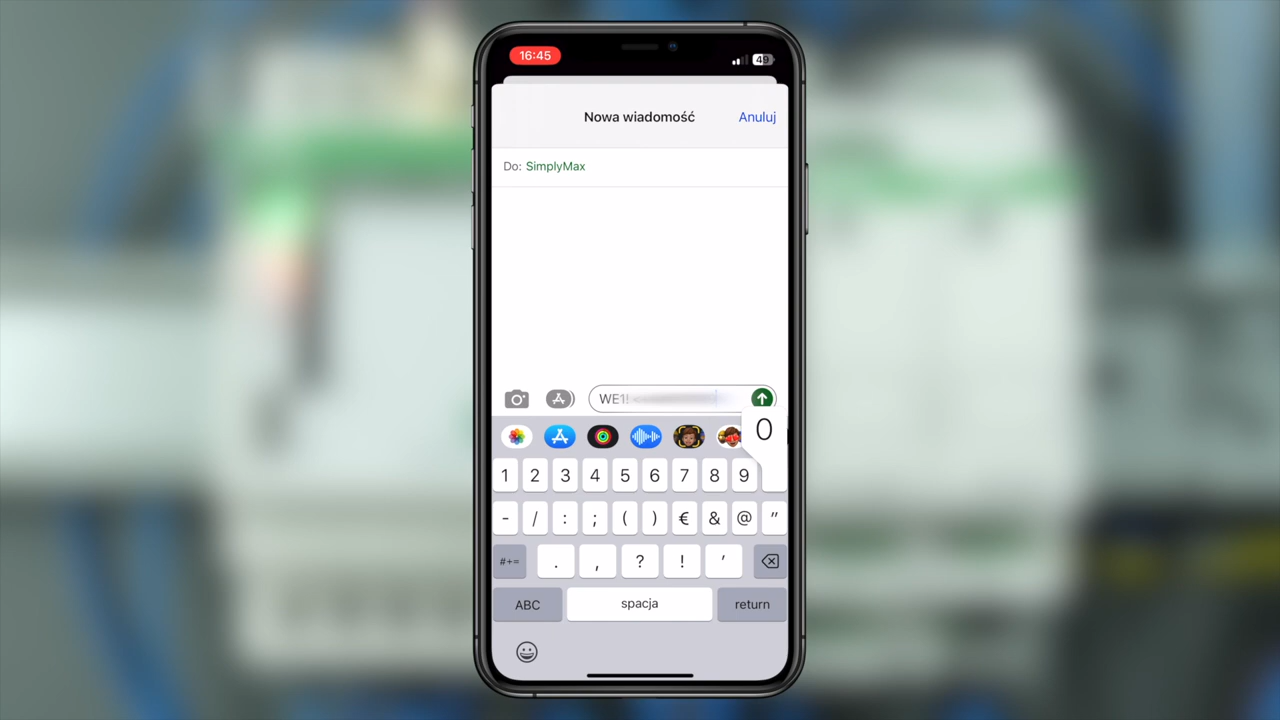 16:45
49
Nowa wiadomość
Anuluj
Do: SimplyMax
WE1!
0
1 2 3 4 5 6 7 8 9
- / : ; ( ) € & @ "
#+= . , ? ! ’
ABC spacja return